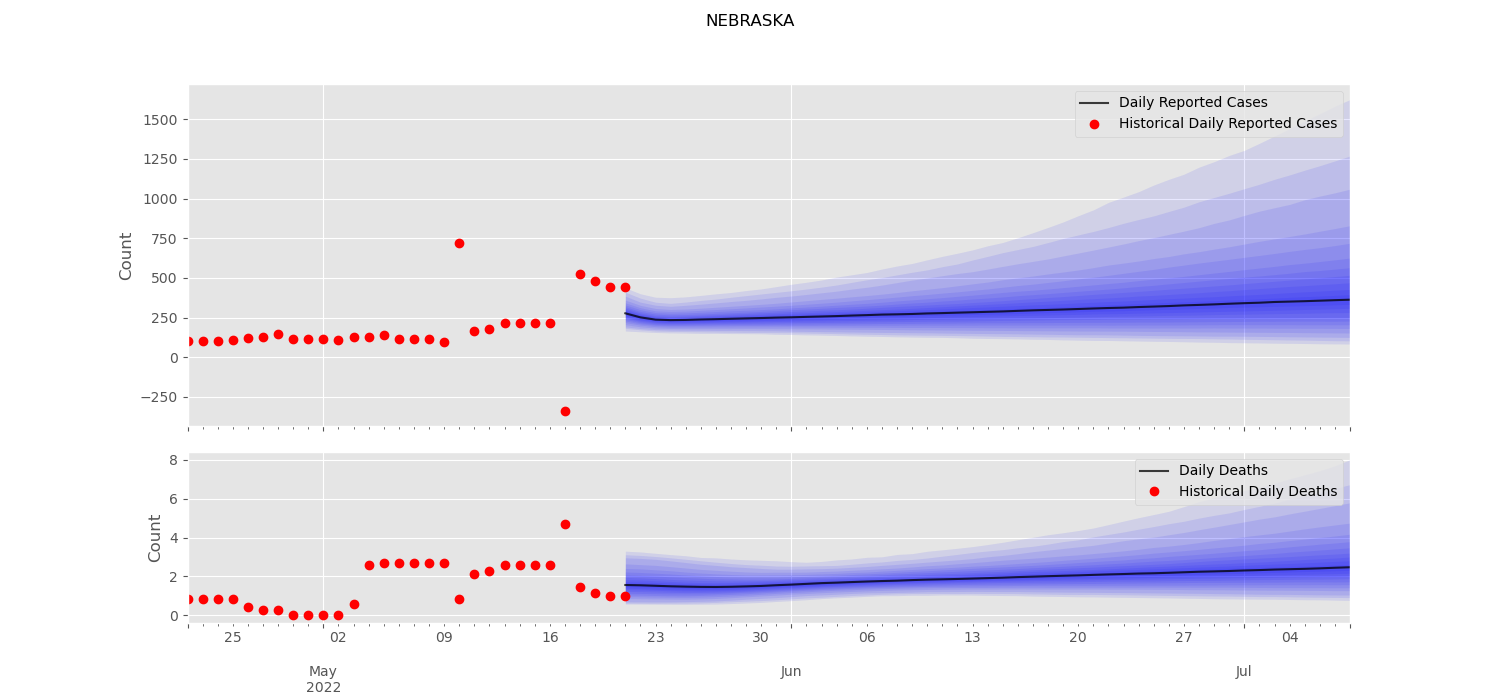 NEBRASKA
Daily Reported Cases
Historical Daily Reported Cases
1500
1250
1000
750
500
250
0
−250
Count
Daily Deaths
Historical Daily Deaths
8
6
4
2
0
Count
25 02 09 16 23 30 06 13 20 27 04
May Jun Jul
2022